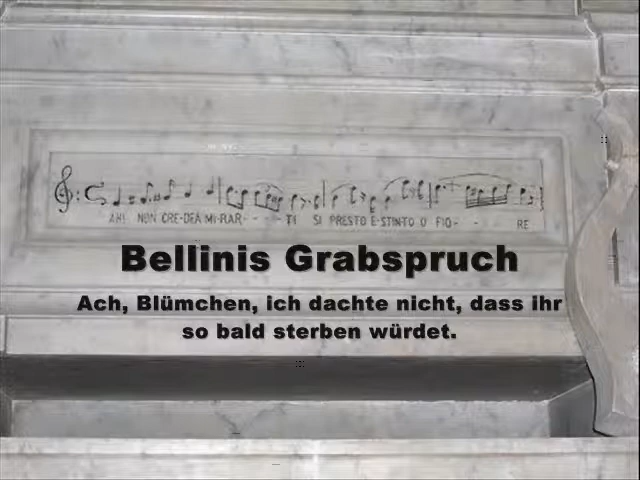 AH! NON CRE-DEA MI-RAR- - - -TI SI PRESTO E-STINTO O FIO- - RE
Bellinis Grabspruch
Ach, Blümchen, ich dachte nicht, dass ihr
so bald sterben würdet.